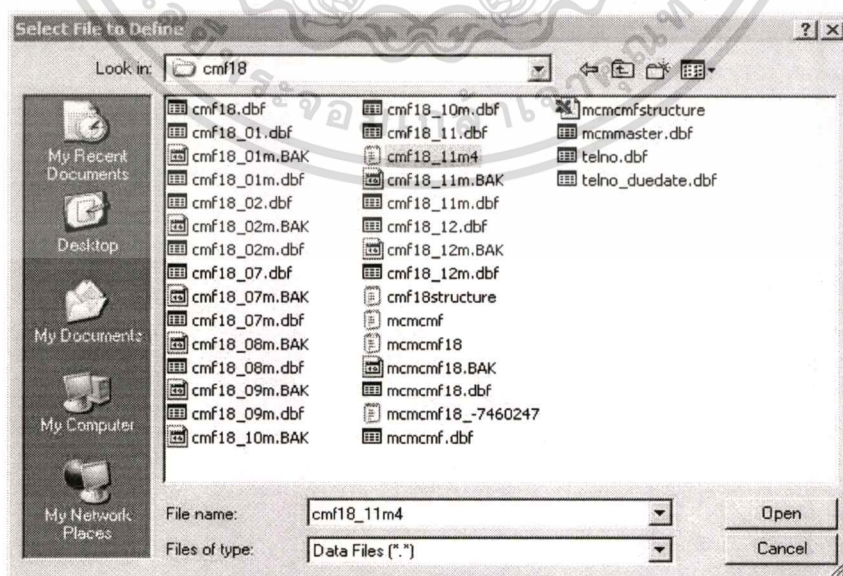 Select File to Define
Look in: cmf18
My Recent Documents
Desktop
My Documents
My Computer
My Network Places
cmf18.dbf
cmf18_01.dbf
cmf18_01m.BAK
cmf18_01m.dbf
cmf18_02.dbf
cmf18_02m.BAK
cmf18_02m.dbf
cmf18_07.dbf
cmf18_07m.BAK
cmf18_07m.dbf
cmf18_08m.BAK
cmf18_08m.dbf
cmf18_09m.BAK
cmf18_09m.dbf
cmf18_10m.BAK
cmf18_10m.dbf
cmf18_11.dbf
cmf18_11m4
cmf18_11m.BAK
cmf18_11m.dbf
cmf18_12.dbf
cmf18_12m.BAK
cmf18_12m.dbf
cmf18structure
mcmcmf
mcmcmf18
mcmcmf18.BAK
mcmcmf18.dbf
mcmcmf18_-7460247
mcmcmf.dbf
mcmcmfstructure
mcmmaster.dbf
telno.dbf
telno_duedate.dbf
File name: cmf18_11m4
Open
Files of type: Data Files (*.*)
Cancel